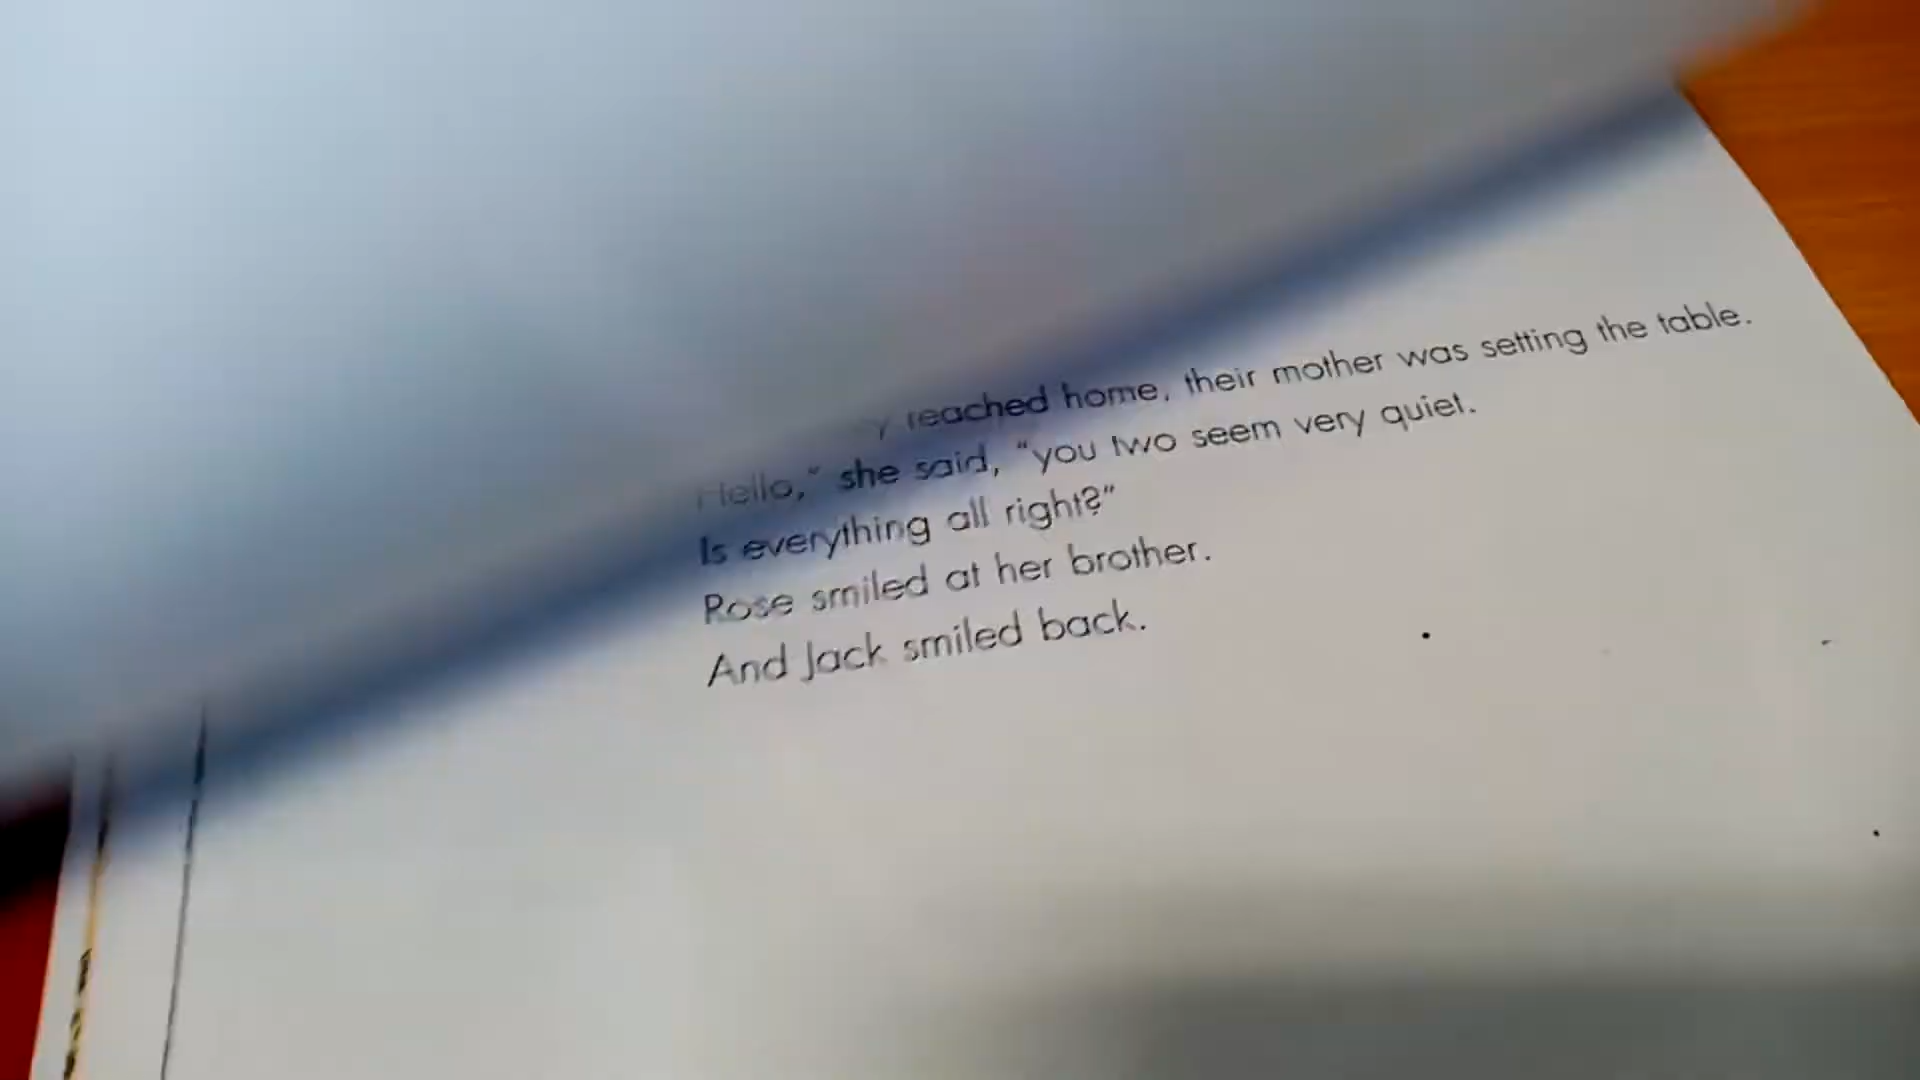 reached home, their mother was setting the table.
Hello,” she said, “you two seem very quiet.
Is everything all right?”
Rose smiled at her brother.
And Jack smiled back.